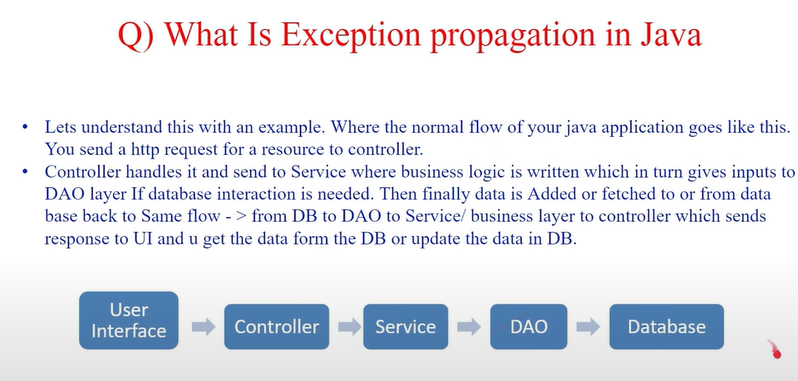 Q) What Is Exception propagation in Java
• Lets understand this with an example. Where the normal flow of your java application goes like this.
You send a http request for a resource to controller.
• Controller handles it and send to Service where business logic is written which in turn gives inputs to
DAO layer If database interaction is needed. Then finally data is Added or fetched to or from data
base back to Same flow - > from DB to DAO to Service/ business layer to controller which sends
response to UI and u get the data form the DB or update the data in DB.
User
Interface
Controller
Service
DAO
Database